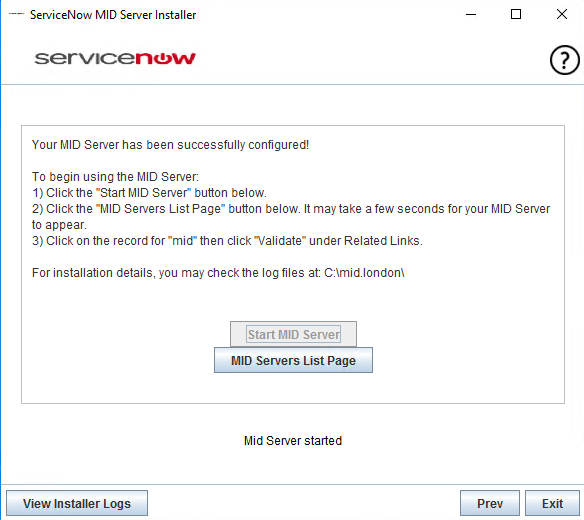 ServiceNow MID Server Installer
servicenow
?
Your MID Server has been successfully configured!
To begin using the MID Server:
1) Click the "Start MID Server" button below.
2) Click the "MID Servers List Page" button below. It may take a few seconds for your MID Server
to appear.
3) Click on the record for "mid" then click "Validate" under Related Links.
For installation details, you may check the log files at: C:\mid.london\
Start MID Server
MID Servers List Page
Mid Server started
View Installer Logs
Prev
Exit